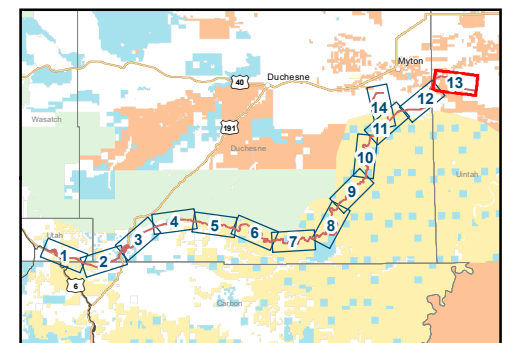 Myton
40
Duchesne
13
12
14
Wasatch
191
11
Duchesne
10
Uintah
9
4
5
8
Utah
3
6
7
1
2
6
Carbon